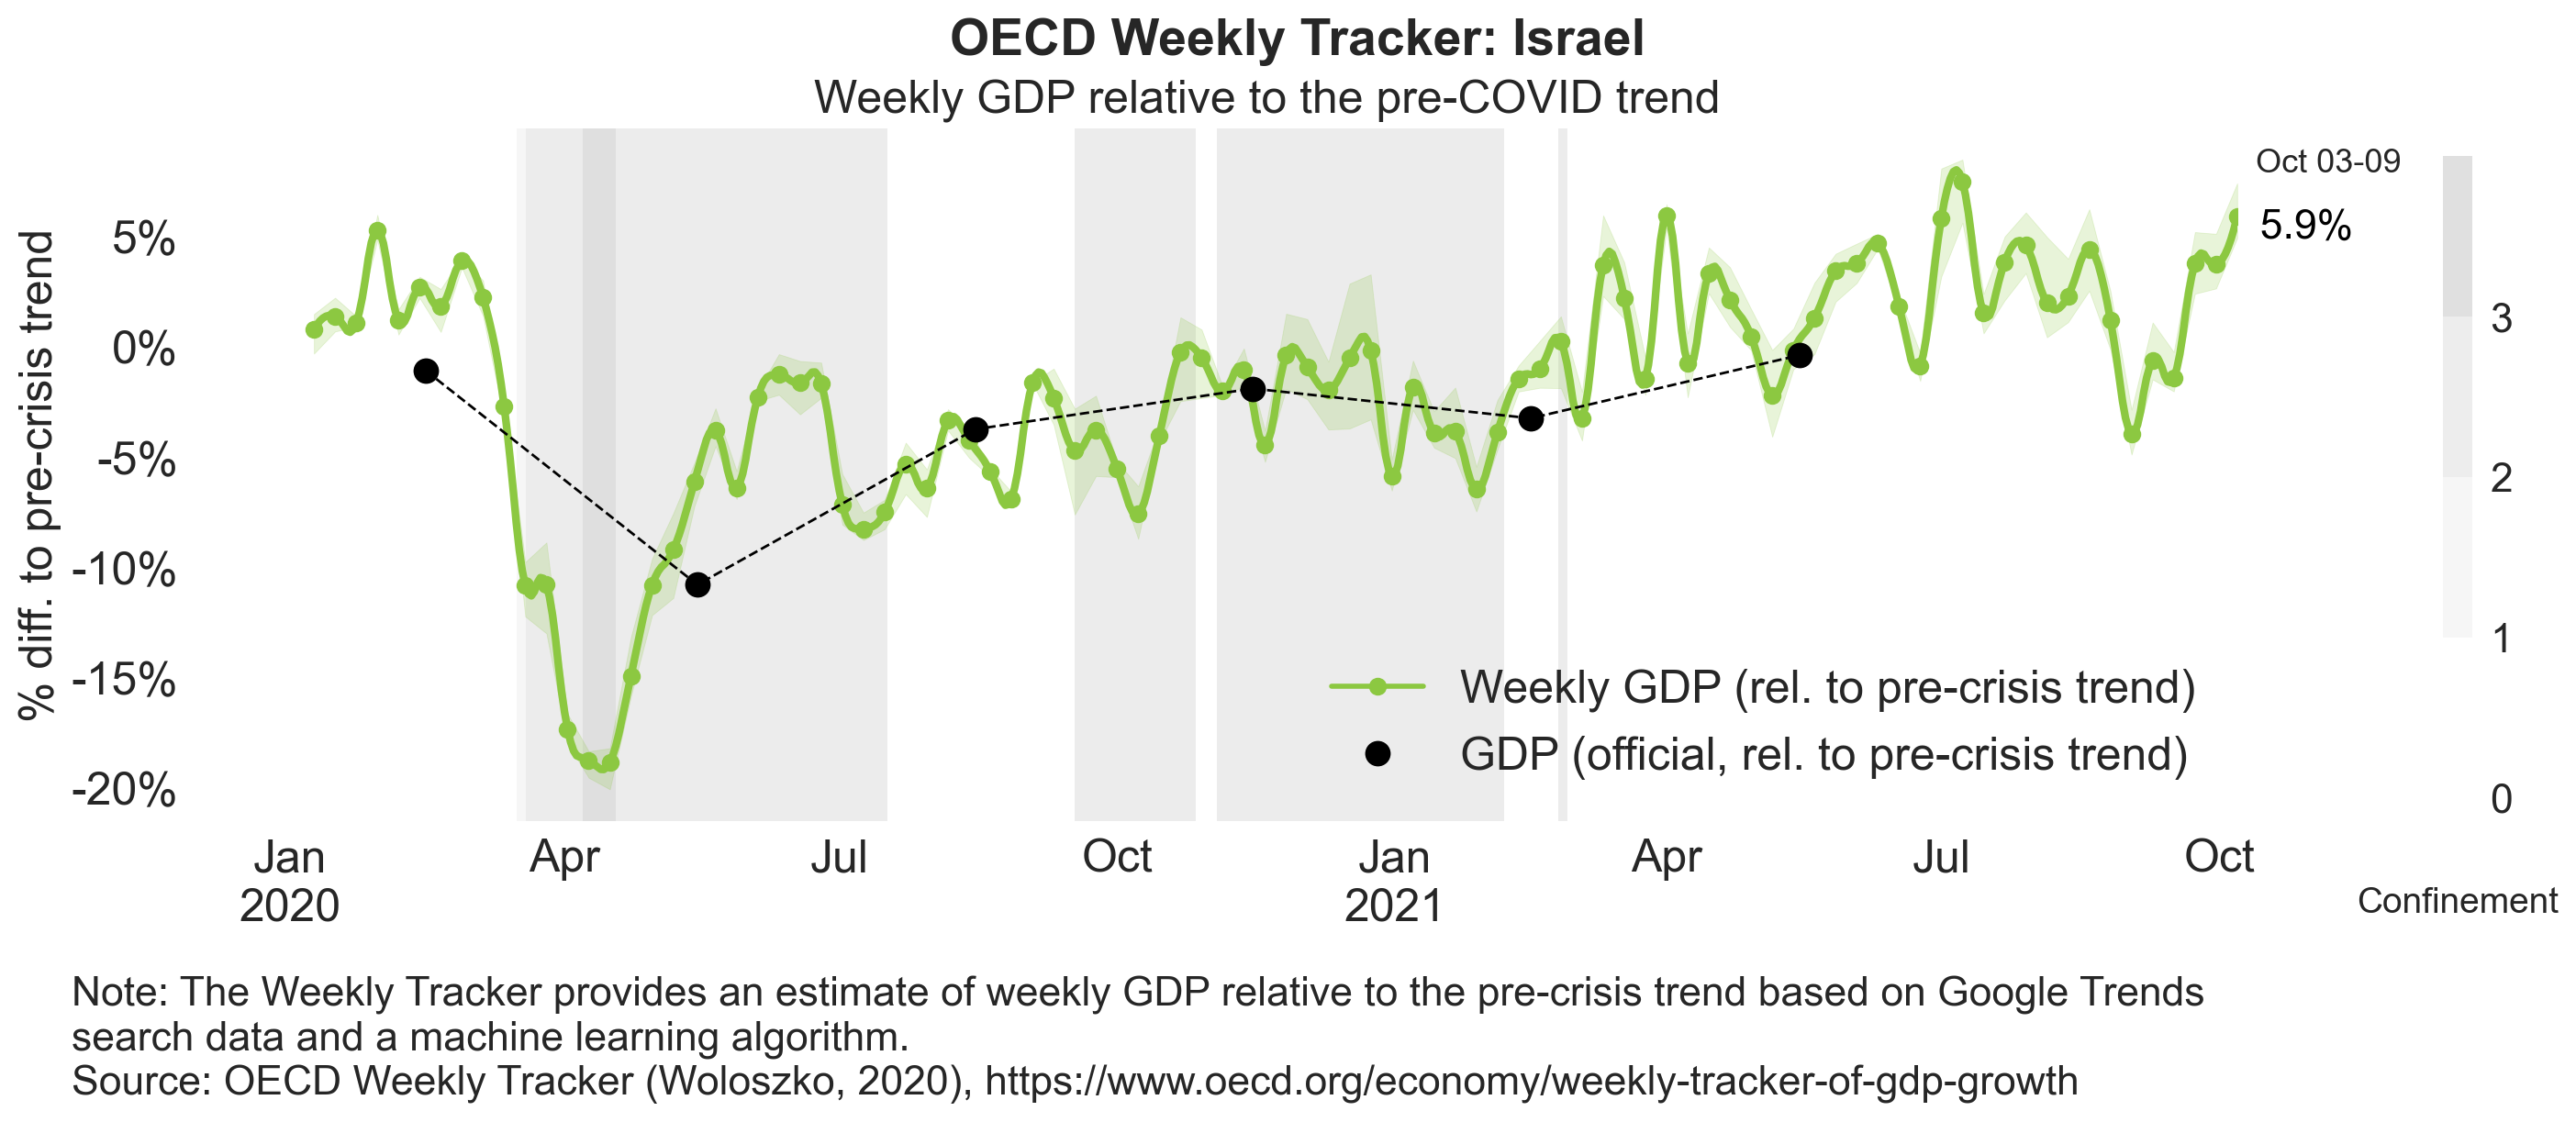 OECD Weekly Tracker: Israel
Weekly GDP relative to the pre-COVID trend
% diff. to pre-crisis trend
5%
0%
-5%
-10%
-15%
-20%
Oct 03-09
5.9%
3
2
1
0
Confinement
Weekly GDP (rel. to pre-crisis trend)
GDP (official, rel. to pre-crisis trend)
Jan Apr Jul Oct Jan Apr Jul Oct
2020 2021
Note: The Weekly Tracker provides an estimate of weekly GDP relative to the pre-crisis trend based on Google Trends
search data and a machine learning algorithm.
Source: OECD Weekly Tracker (Woloszko, 2020), https://www.oecd.org/economy/weekly-tracker-of-gdp-growth